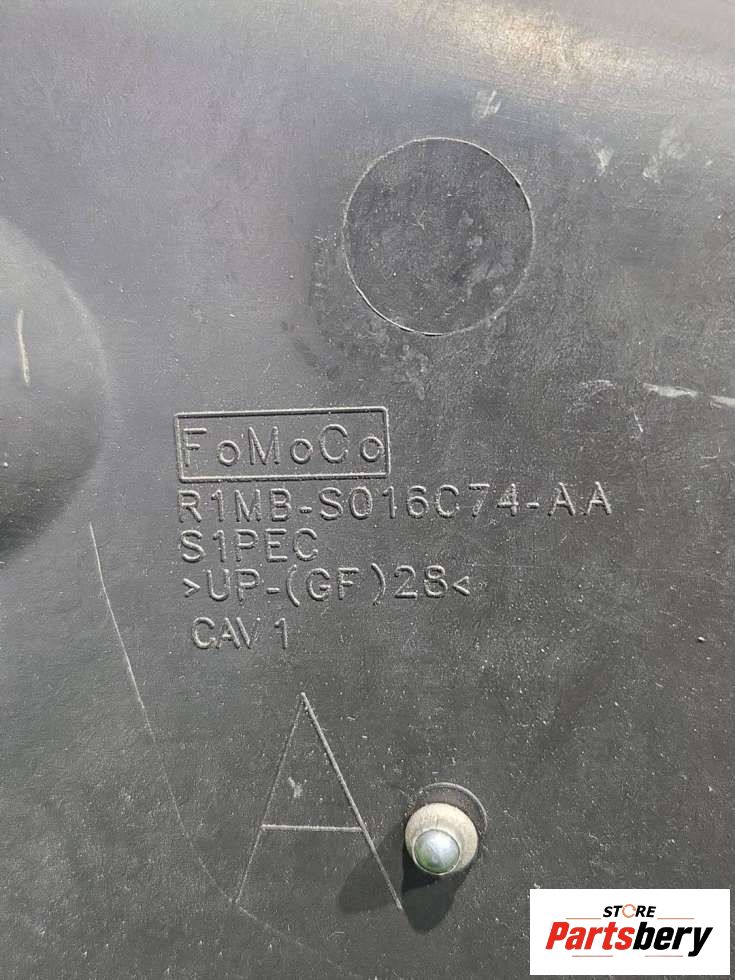 FoMoCo
R1MB-S016C74-AA
S1PEC
>UP-(GF)28<
CAV 1
A
STORE
Partsbery